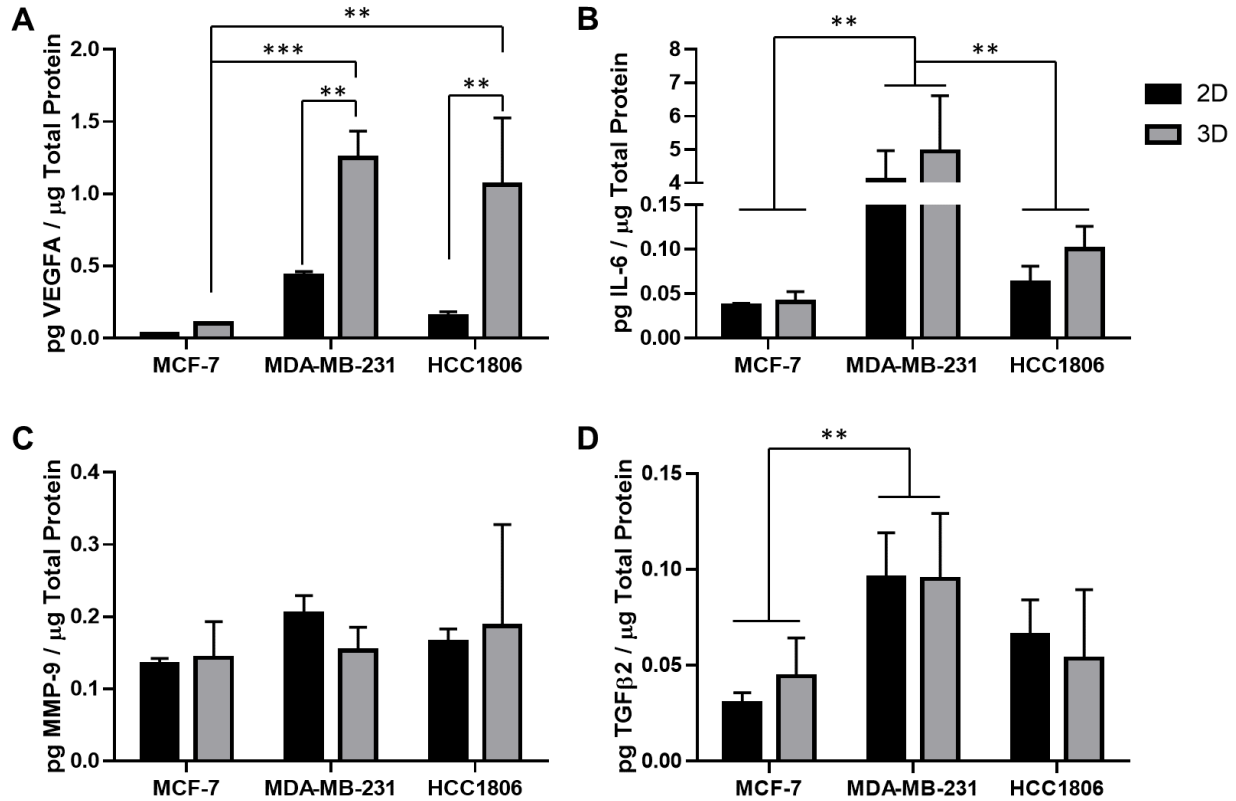 A
pg VEGFA / μg Total Protein
2.0
1.5
1.0
0.5
0.0
**
***
**
**
MCF-7
MDA-MB-231
HCC1806
B
pg IL-6 / μg Total Protein
8
7
6
5
4
0.15
0.10
0.05
0.00
**
**
MCF-7
MDA-MB-231
HCC1806
2D
3D
C
pg MMP-9 / μg Total Protein
0.4
0.3
0.2
0.1
0.0
MCF-7
MDA-MB-231
HCC1806
D
pg TGFβ2 / μg Total Protein
0.15
0.10
0.05
0.00
**
MCF-7
MDA-MB-231
HCC1806